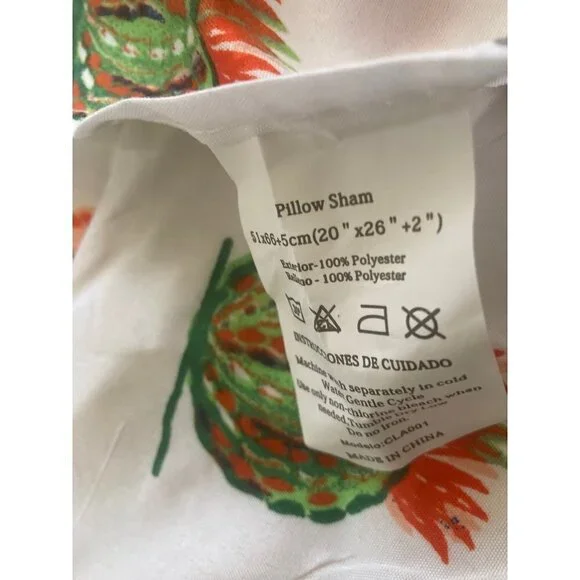 Pillow Sham
51x66+5cm(20"x26"+2")
Exterior-100% Polyester
Relleno - 100% Polyester
INSTRUCCIONES DE CUIDADO
Machine wash separately in cold
Water,Gentle Cycle
Use only non-chlorine bleach when
needed,Tumble Dry Low
Do no iron.
Modelo: CLA001
MADE IN CHINA